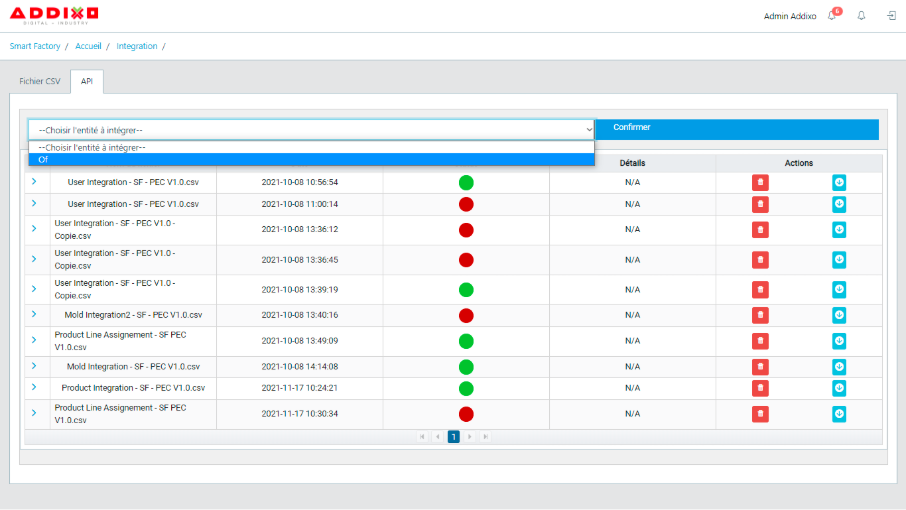 ADDIXO
DIGITAL - INDUSTRY
Admin Addixo
6
Smart Factory / Accueil / Integration /
Fichier CSV
API
--Choisir l'entité à intégrer--
Confirmer
--Choisir l'entité à intégrer--
Of
Détails
Actions
User Integration - SF - PEC V1.0.csv 2021-10-08 10:56:54 N/A
User Integration - SF - PEC V1.0.csv 2021-10-08 11:00:14 N/A
User Integration - SF - PEC V1.0 -
Copie.csv
2021-10-08 13:36:12 N/A
User Integration - SF - PEC V1.0 -
Copie.csv
2021-10-08 13:36:45 N/A
User Integration - SF - PEC V1.0 -
Copie.csv
2021-10-08 13:39:19 N/A
Mold Integration2 - SF - PEC V1.0.csv 2021-10-08 13:40:16 N/A
Product Line Assignement - SF PEC
V1.0.csv
2021-10-08 13:49:09 N/A
Mold Integration - SF - PEC V1.0.csv 2021-10-08 14:14:08 N/A
Product Integration - SF - PEC V1.0.csv 2021-11-17 10:24:21 N/A
Product Line Assignement - SF PEC
V1.0.csv
2021-11-17 10:30:34 N/A
1